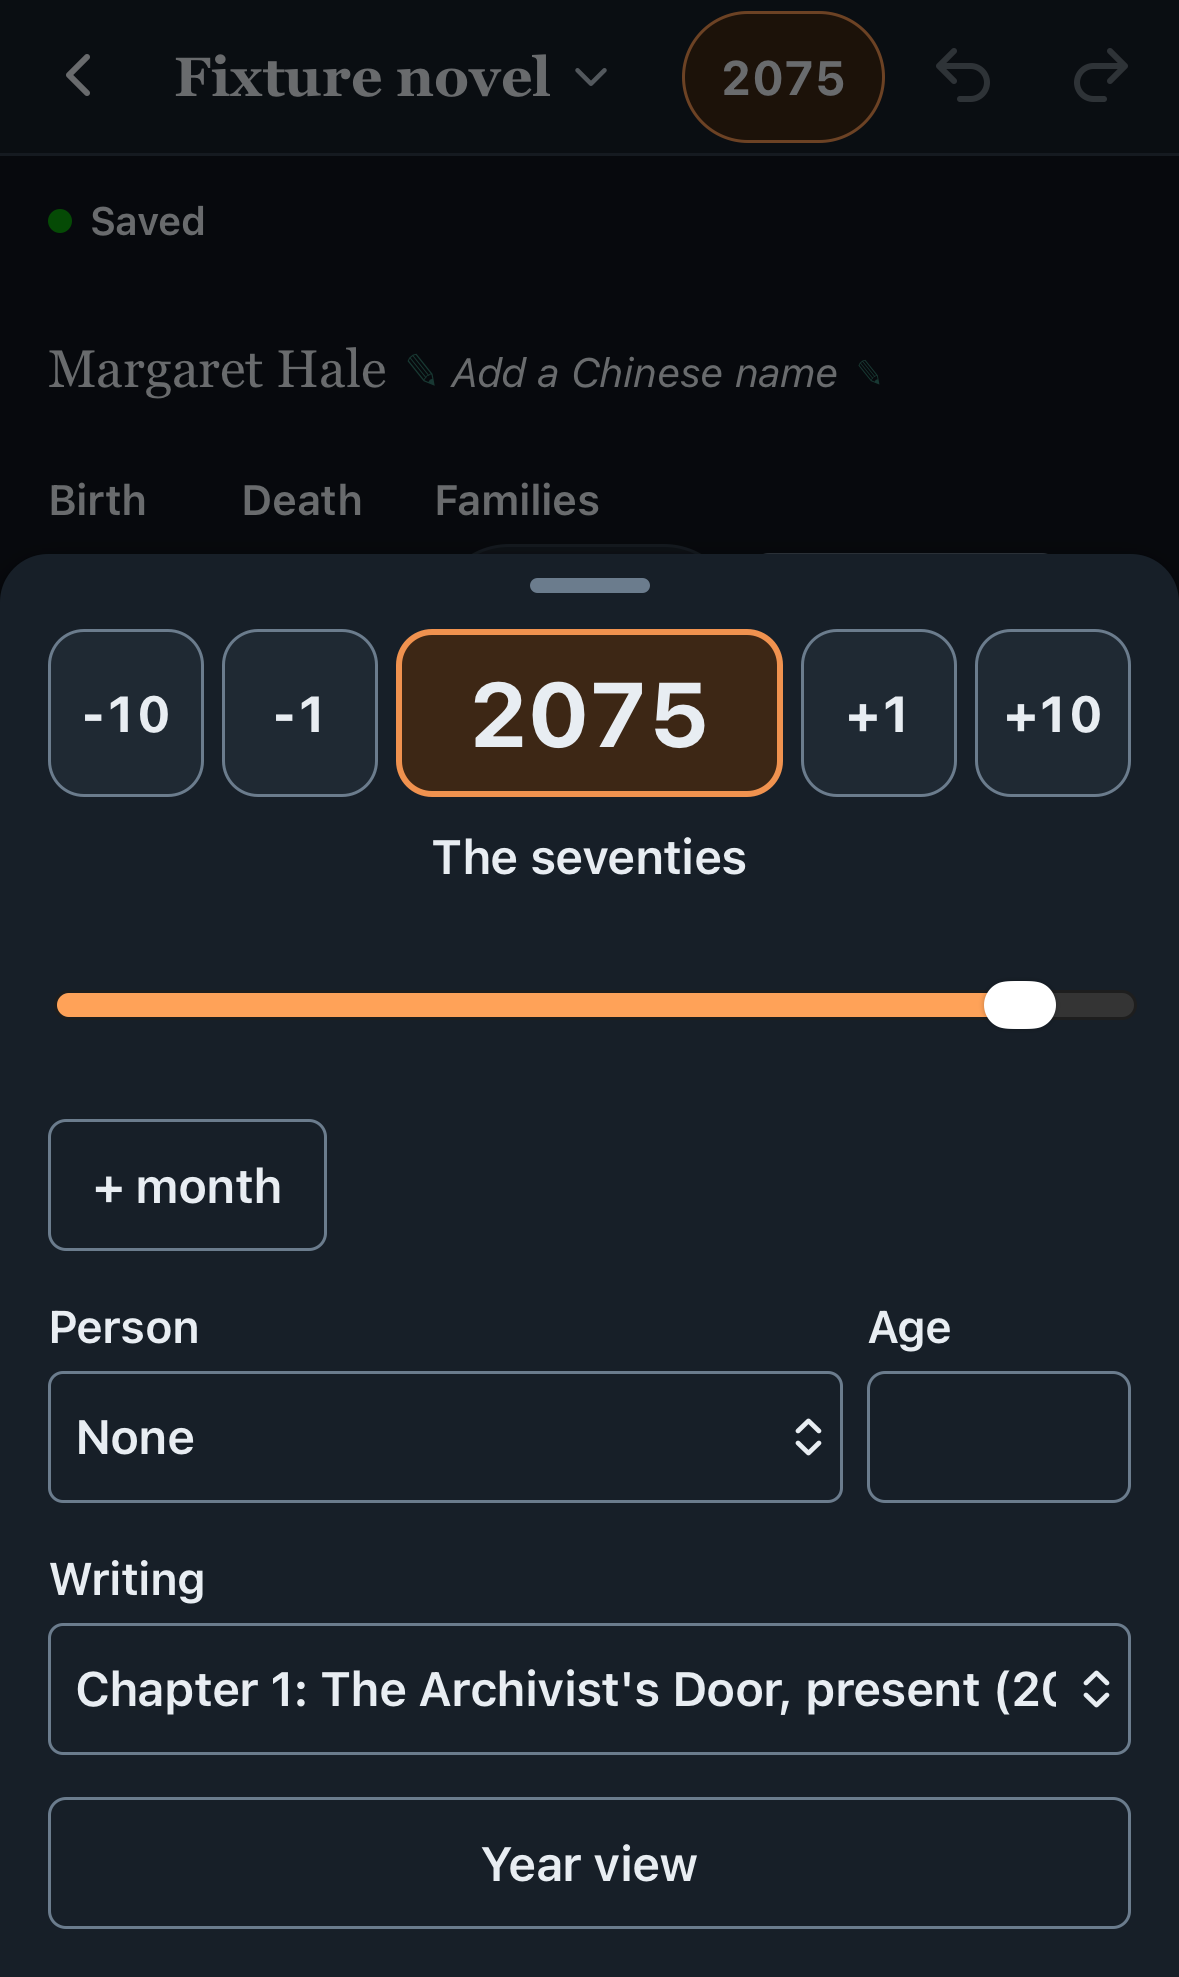 Fixture novel 2075
Saved
Margaret Hale Add a Chinese name
Birth Death Families
-10 -1 2075 +1 +10
The seventies
+ month
Person Age
None
Writing
Chapter 1: The Archivist's Door, present (20
Year view